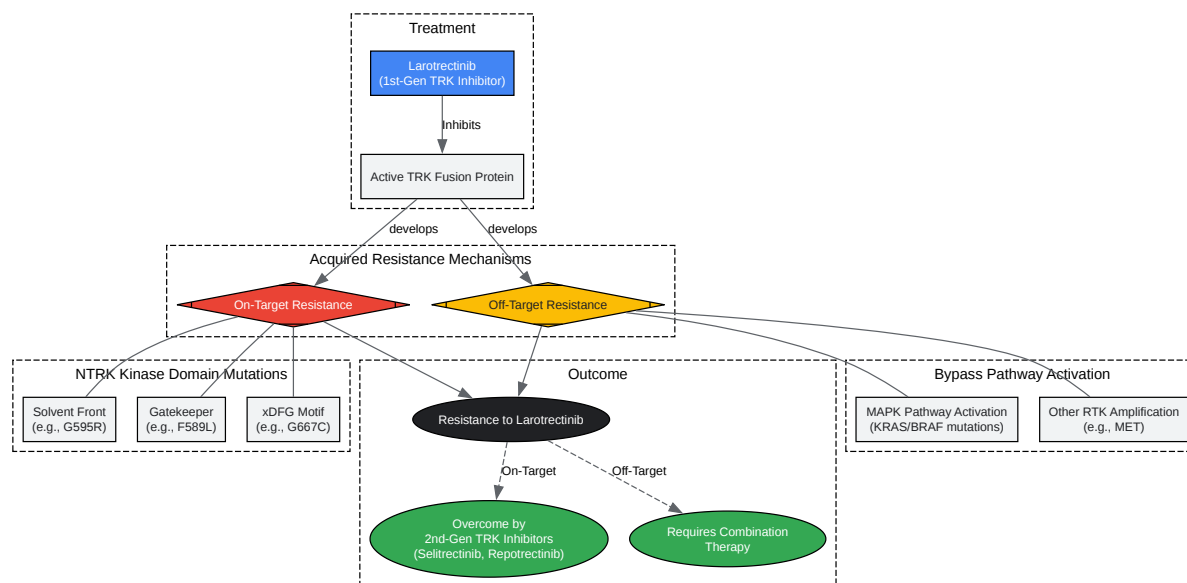 Treatment
Larotrectinib
(1st-Gen TRK Inhibitor)
Inhibits
Active TRK Fusion Protein
develops
develops
Acquired Resistance Mechanisms
On-Target Resistance
Off-Target Resistance
NTRK Kinase Domain Mutations
Solvent Front
(e.g., G595R)
Gatekeeper
(e.g., F589L)
xDFG Motif
(e.g., G667C)
Outcome
Resistance to Larotrectinib
On-Target
Off-Target
Overcome by
2nd-Gen TRK Inhibitors
(Selitrectinib, Repotrectinib)
Requires Combination
Therapy
Bypass Pathway Activation
MAPK Pathway Activation
(KRAS/BRAF mutations)
Other RTK Amplification
(e.g., MET)